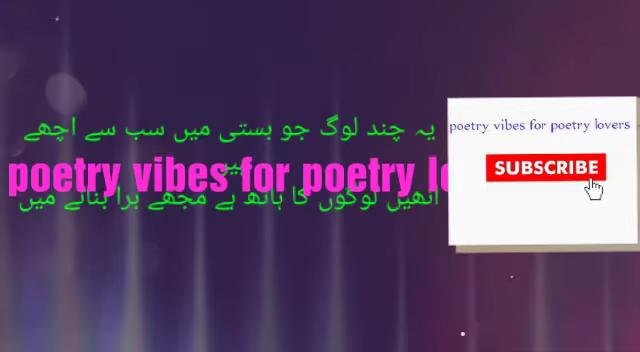 یہ چند لوگ جو بستی میں سب سے اچھے
ہیں
انھیں لوگوں کا ہاتھ ہے مجھے برا بنانے میں
poetry vibes for poetry lo
poetry vibes for poetry lovers
SUBSCRIBE